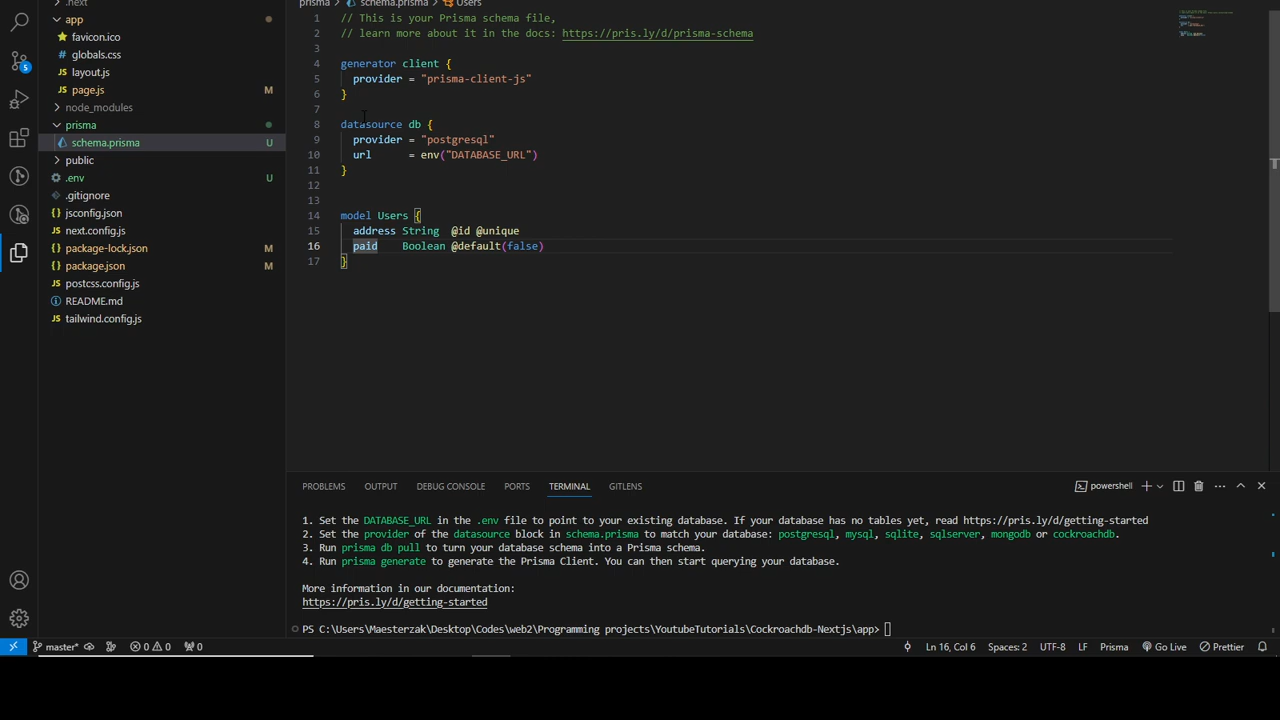 .next
app
favicon.ico
# globals.css
JS layout.js
JS page.js M
node_modules
prisma
schema.prisma U
public
.env U
.gitignore
{} jsconfig.json
JS next.config.js
{} package-lock.json M
{} package.json M
JS postcss.config.js
README.md
JS tailwind.config.js
5
prisma > schema.prisma > Users
1 // This is your Prisma schema file,
2 // learn more about it in the docs: https://pris.ly/d/prisma-schema
3
4 generator client {
5 provider = "prisma-client-js"
6 }
7
8 datasource db {
9 provider = "postgresql"
10 url = env("DATABASE_URL")
11 }
12
13
14 model Users {
15 address String @id @unique
16 paid Boolean @default(false)
17 }
PROBLEMS OUTPUT DEBUG CONSOLE PORTS TERMINAL GITLENS powershell
1. Set the DATABASE_URL in the .env file to point to your existing database. If your database has no tables yet, read https://pris.ly/d/getting-started
2. Set the provider of the datasource block in schema.prisma to match your database: postgresql, mysql, sqlite, sqlserver, mongodb or cockroachdb.
3. Run prisma db pull to turn your database schema into a Prisma schema.
4. Run prisma generate to generate the Prisma Client. You can then start querying your database.
More information in our documentation:
https://pris.ly/d/getting-started
PS C:\Users\Maesterzak\Desktop\Codes\web2\Programming projects\YoutubeTutorials\Cockroachdb-Nextjs\app>
master* 0 0 0 Ln 16, Col 6 Spaces: 2 UTF-8 LF Prisma Go Live Prettier